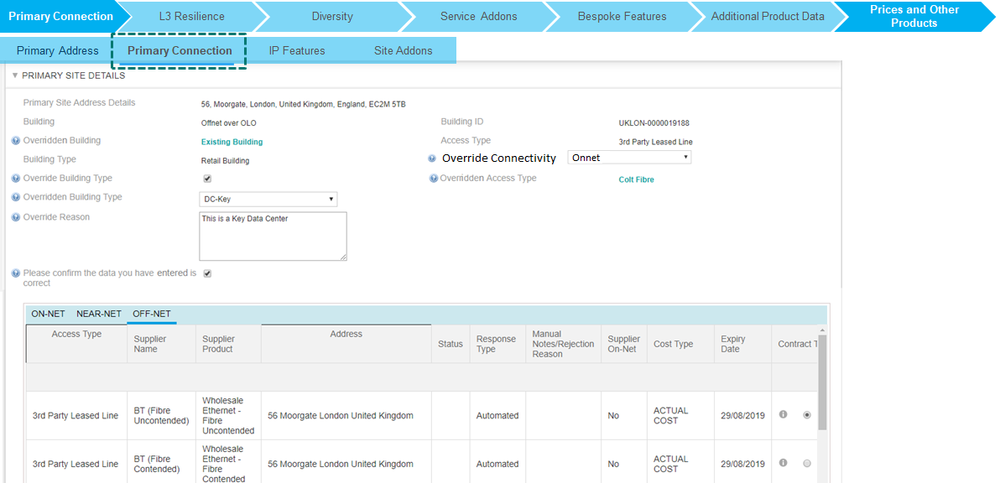 Primary Connection
L3 Resilience
Diversity
Service Addons
Bespoke Features
Additional Product Data
Prices and Other
Products
Primary Address
Primary Connection
IP Features
Site Addons
PRIMARY SITE DETAILS
Primary Site Address Details
56, Moorgate, London, United Kingdom, England, EC2M 5TB
Building
Offnet over OLO
Building ID
UKLON-0000019188
Overridden Building
Existing Building
Access Type
3rd Party Leased Line
Building Type
Retail Building
Override Connectivity
Onnet
Override Building Type
Overridden Access Type
Colt Fibre
Overridden Building Type
DC-Key
Override Reason
This is a Key Data Center
Please confirm the data you have entered is
correct
ON-NET
NEAR-NET
OFF-NET
Access Type
Supplier
Name
Supplier
Product
Address
Status
Response
Type
Manual
Notes/Rejection
Reason
Supplier
On-Net
Cost Type
Expiry
Date
Contract T
3rd Party Leased Line
BT (Fibre
Uncontended)
Wholesale
Ethernet -
Fibre
Uncontended
56 Moorgate London United Kingdom
Automated
No
ACTUAL
COST
29/08/2019
3rd Party Leased Line
BT (Fibre
Contended)
Wholesale
Ethernet -
Fibre
Contended
56 Moorgate London United Kingdom
Automated
No
ACTUAL
COST
29/08/2019